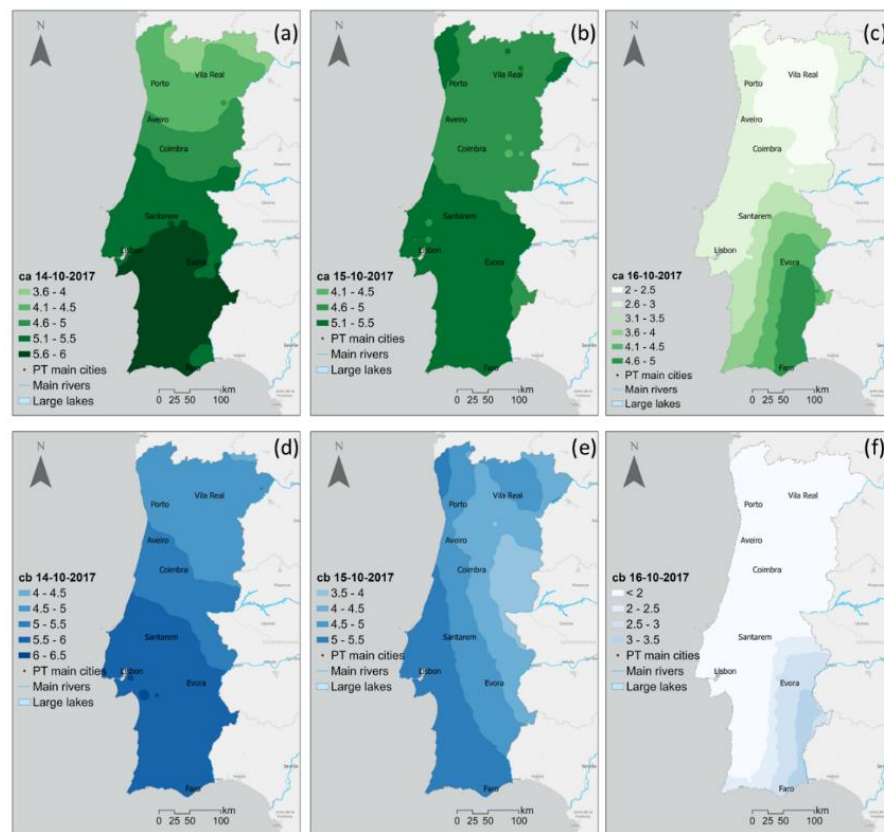 N
(a)
Porto
Vila Real
Aveiro
Coimbra
Santarem
Lisbon
Evora
ca 14-10-2017
3.6 - 4
4.1 - 4.5
4.6 - 5
5.1 - 5.5
5.6 - 6
PT main cities
Main rivers
Large lakes
Faro
Seville
km
0 25 50 100
N
(b)
Porto
Vila Real
Aveiro
Coimbra
Santarem
Lisbon
Evora
ca 15-10-2017
4.1 - 4.5
4.6 - 5
5.1 - 5.5
PT main cities
Main rivers
Large lakes
Faro
Seville
km
0 25 50 100
N
(c)
Porto
Vila Real
Aveiro
Coimbra
Santarem
Lisbon
Evora
ca 16-10-2017
2 - 2.5
2.6 - 3
3.1 - 3.5
3.6 - 4
4.1 - 4.5
4.6 - 5
PT main cities
Main rivers
Large lakes
Faro
Seville
km
0 25 50 100
N
(d)
Porto
Vila Real
Aveiro
Coimbra
Santarem
Lisbon
Evora
cb 14-10-2017
4 - 4.5
4.5 - 5
5 - 5.5
5.5 - 6
6 - 6.5
PT main cities
Main rivers
Large lakes
Faro
km
0 25 50 100
N
(e)
Porto
Vila Real
Aveiro
Coimbra
Santarem
Lisbon
Evora
cb 15-10-2017
3.5 - 4
4 - 4.5
4.5 - 5
5 - 5.5
PT main cities
Main rivers
Large lakes
Faro
km
0 25 50 100
N
(f)
Porto
Vila Real
Aveiro
Coimbra
Santarem
Lisbon
Evora
cb 16-10-2017
< 2
2 - 2.5
2.5 - 3
3 - 3.5
PT main cities
Main rivers
Large lakes
Faro
km
0 25 50 100